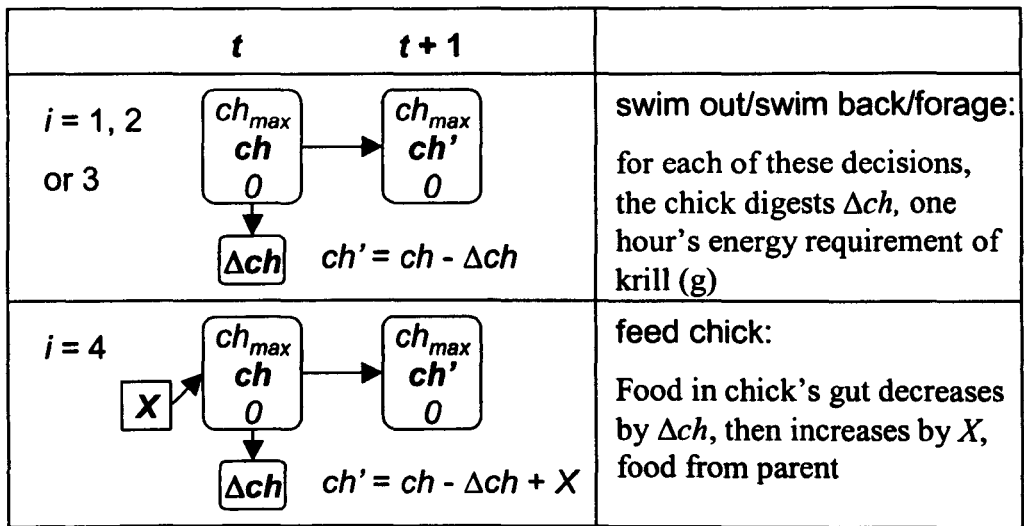 t t + 1
i = 1, 2
or 3
ch_max ch_max
ch ch'
0 0
Δch ch' = ch - Δch
swim out/swim back/forage:
for each of these decisions,
the chick digests Δch, one
hour's energy requirement of
krill (g)
i = 4
X
ch_max ch_max
ch ch'
0 0
Δch ch' = ch - Δch + X
feed chick:
Food in chick's gut decreases
by Δch, then increases by X,
food from parent